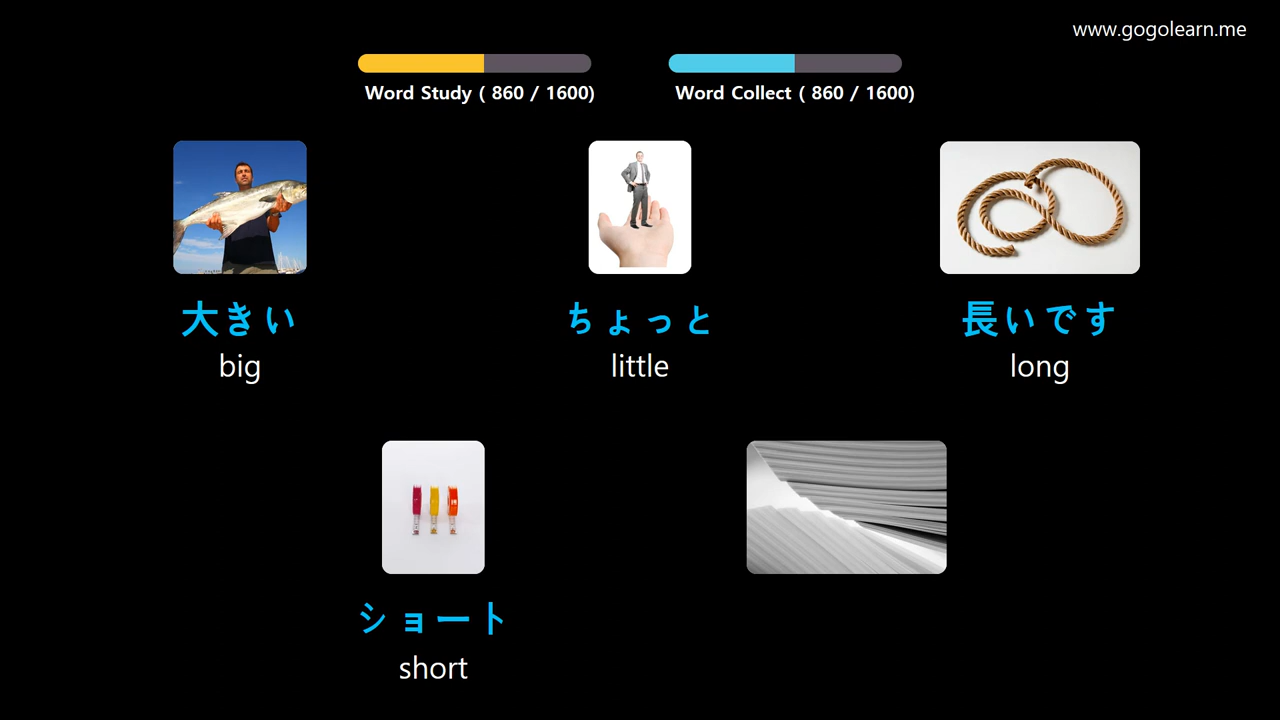 www.gogolearn.me
Word Study ( 860 / 1600)
Word Collect ( 860 / 1600)
大きい
big
ちょっと
little
長いです
long
ショート
short